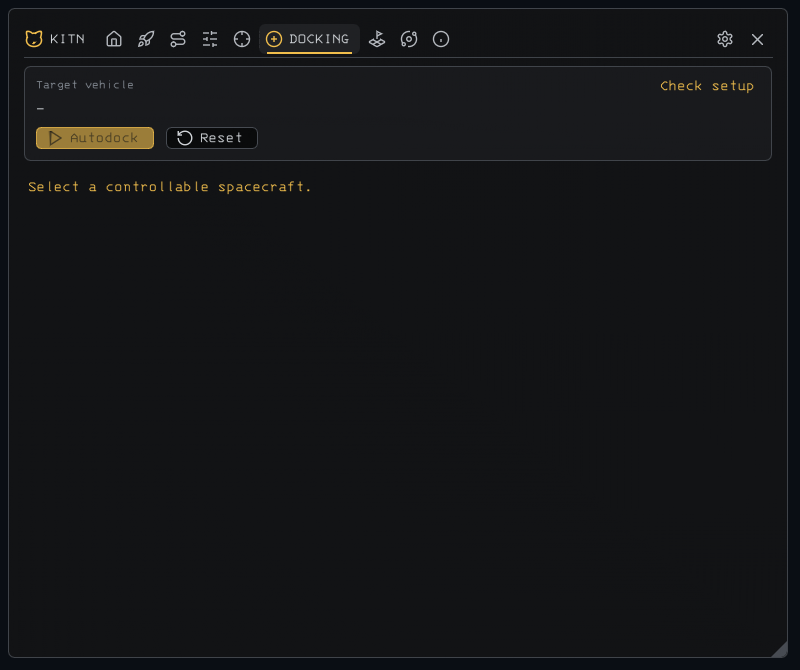 KITN DOCKING
Target vehicle
Check setup
–
Autodock Reset
Select a controllable spacecraft.